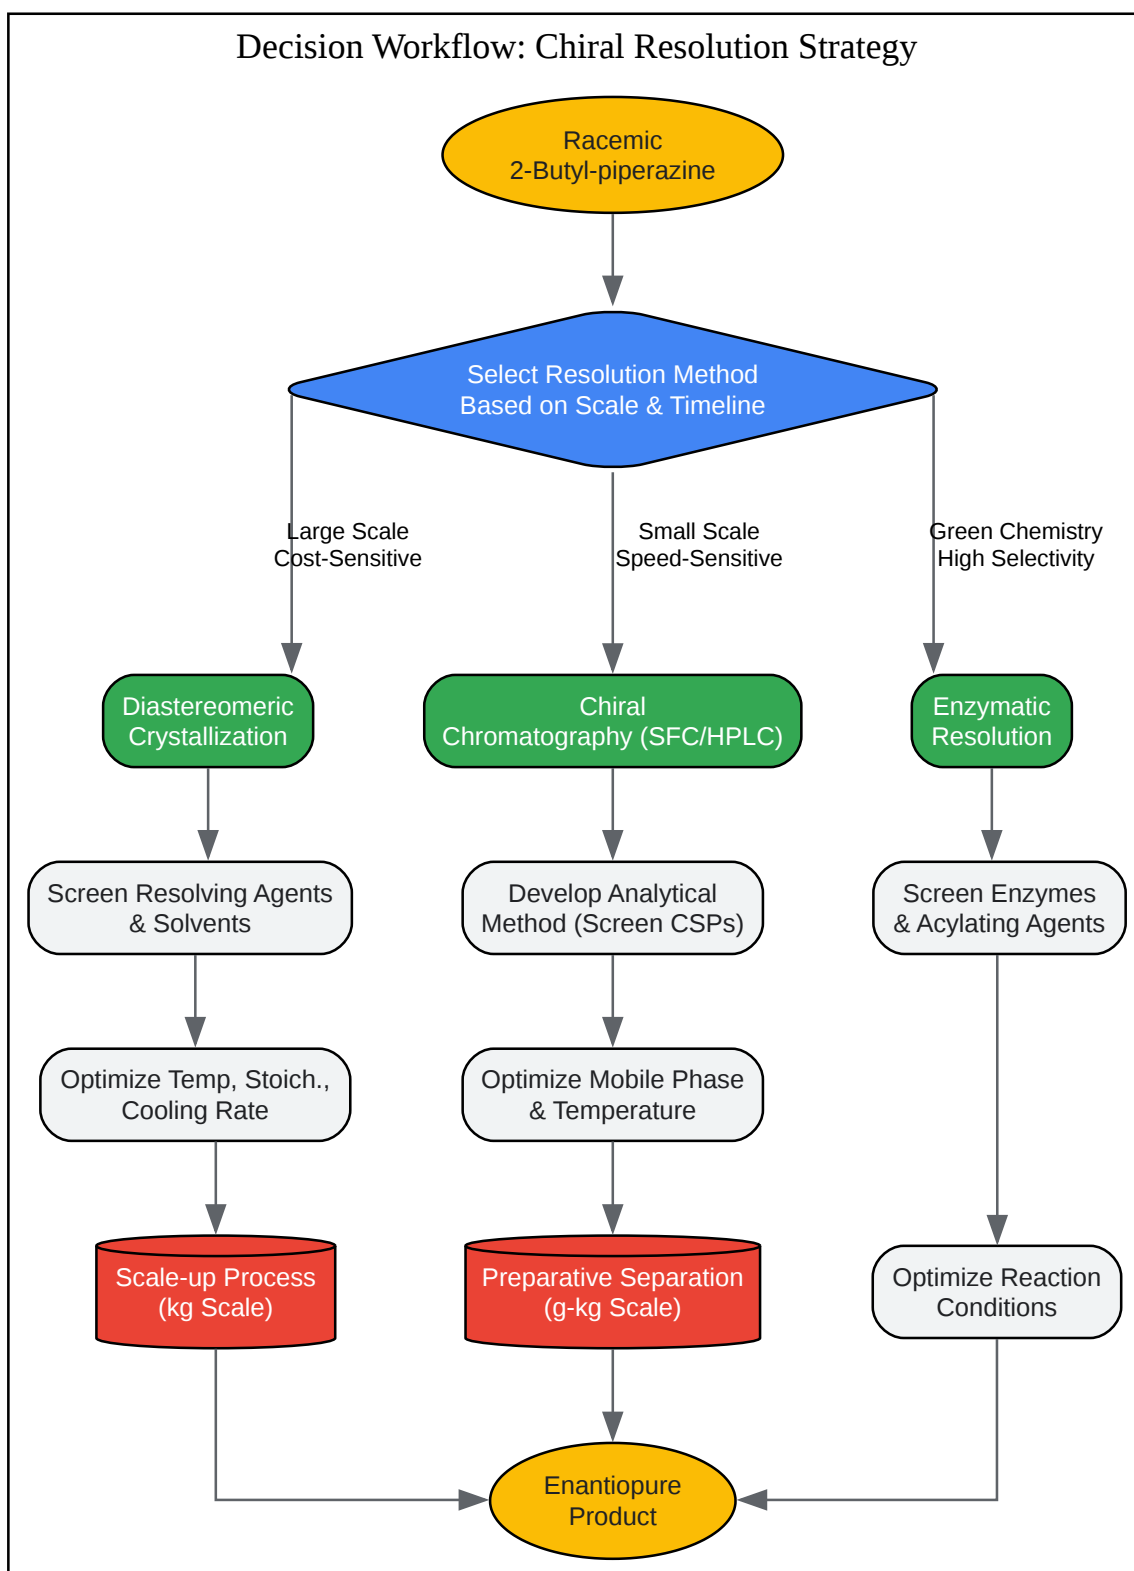 Decision Workflow: Chiral Resolution Strategy
Racemic
2-Butyl-piperazine
Select Resolution Method
Based on Scale & Timeline
Large Scale
Cost-Sensitive
Small Scale
Speed-Sensitive
Green Chemistry
High Selectivity
Diastereomeric
Crystallization
Chiral
Chromatography (SFC/HPLC)
Enzymatic
Resolution
Screen Resolving Agents
& Solvents
Develop Analytical
Method (Screen CSPs)
Screen Enzymes
& Acylating Agents
Optimize Temp, Stoich.,
Cooling Rate
Optimize Mobile Phase
& Temperature
Scale-up Process
(kg Scale)
Preparative Separation
(g-kg Scale)
Optimize Reaction
Conditions
Enantiopure
Product